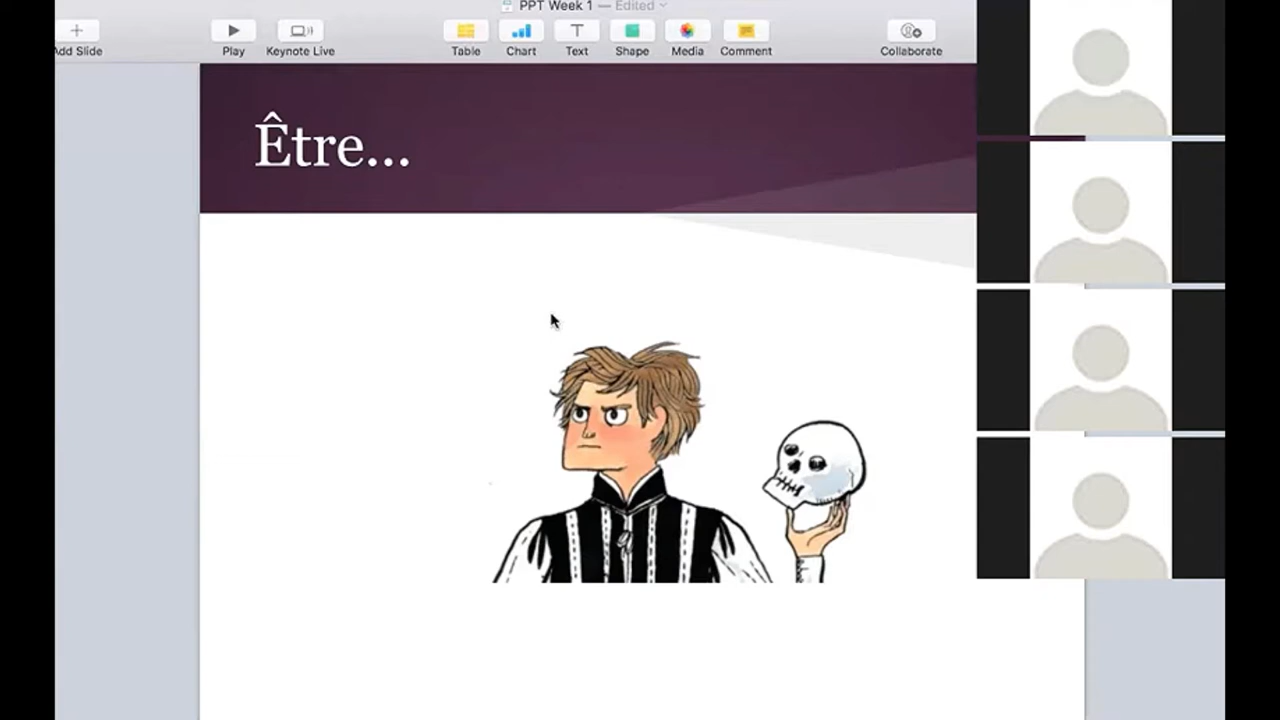 PPT Week 1 — Edited
Add Slide
Play
Keynote Live
Table
Chart
Text
Shape
Media
Comment
Collaborate
Être...